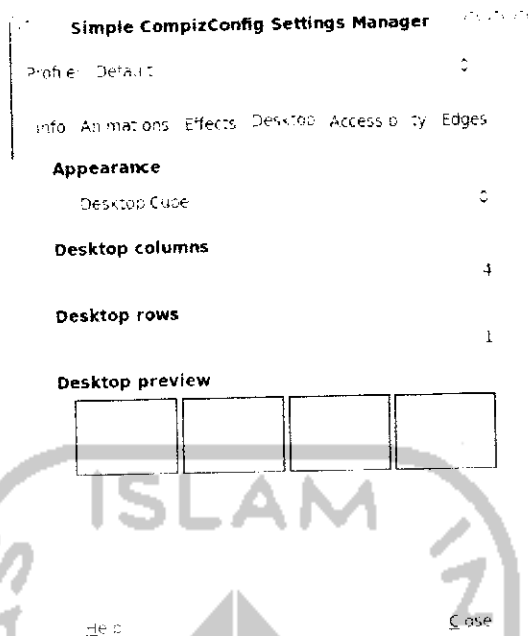 Simple CompizConfig Settings Manager
Profile: Default
Info Animations Effects Desktop Accessibility Edges
Appearance
Desktop Cube
Desktop columns
4
Desktop rows
1
Desktop preview
ISLAM
Help Close